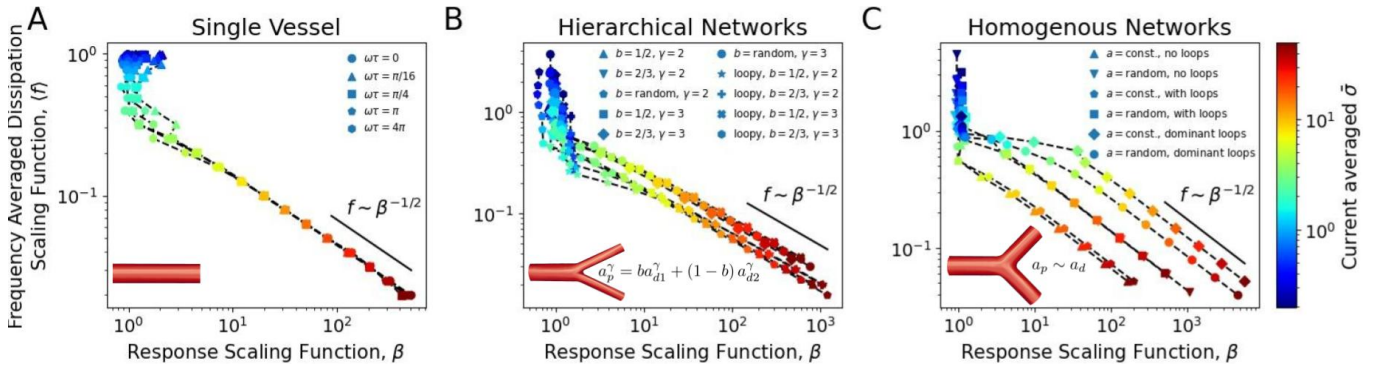 A
Single Vessel
Frequency Averaged Dissipation
Scaling Function, ⟨f⟩
10⁰
10⁻¹
ωτ = 0
ωτ = π/16
ωτ = π/4
ωτ = π
ωτ = 4π
f ~ β⁻¹/²
10⁰
10¹
10²
Response Scaling Function, β
B
Hierarchical Networks
10⁰
10⁻¹
b = 1/2, γ = 2
b = 2/3, γ = 2
b = random, γ = 2
b = 1/2, γ = 3
b = 2/3, γ = 3
b = random, γ = 3
loopy, b = 1/2, γ = 2
loopy, b = 2/3, γ = 2
loopy, b = 1/2, γ = 3
loopy, b = 2/3, γ = 3
f ~ β⁻¹/²
a_p^γ = ba_{d1}^γ + (1 − b) a_{d2}^γ
10⁰
10¹
10²
10³
Response Scaling Function, β
C
Homogenous Networks
10⁰
10⁻¹
a = const., no loops
a = random, no loops
a = const., with loops
a = random, with loops
a = const., dominant loops
a = random, dominant loops
f ~ β⁻¹/²
a_p ~ a_d
10⁰
10¹
10²
10³
Response Scaling Function, β
10¹
10⁰
Current averaged σ̄